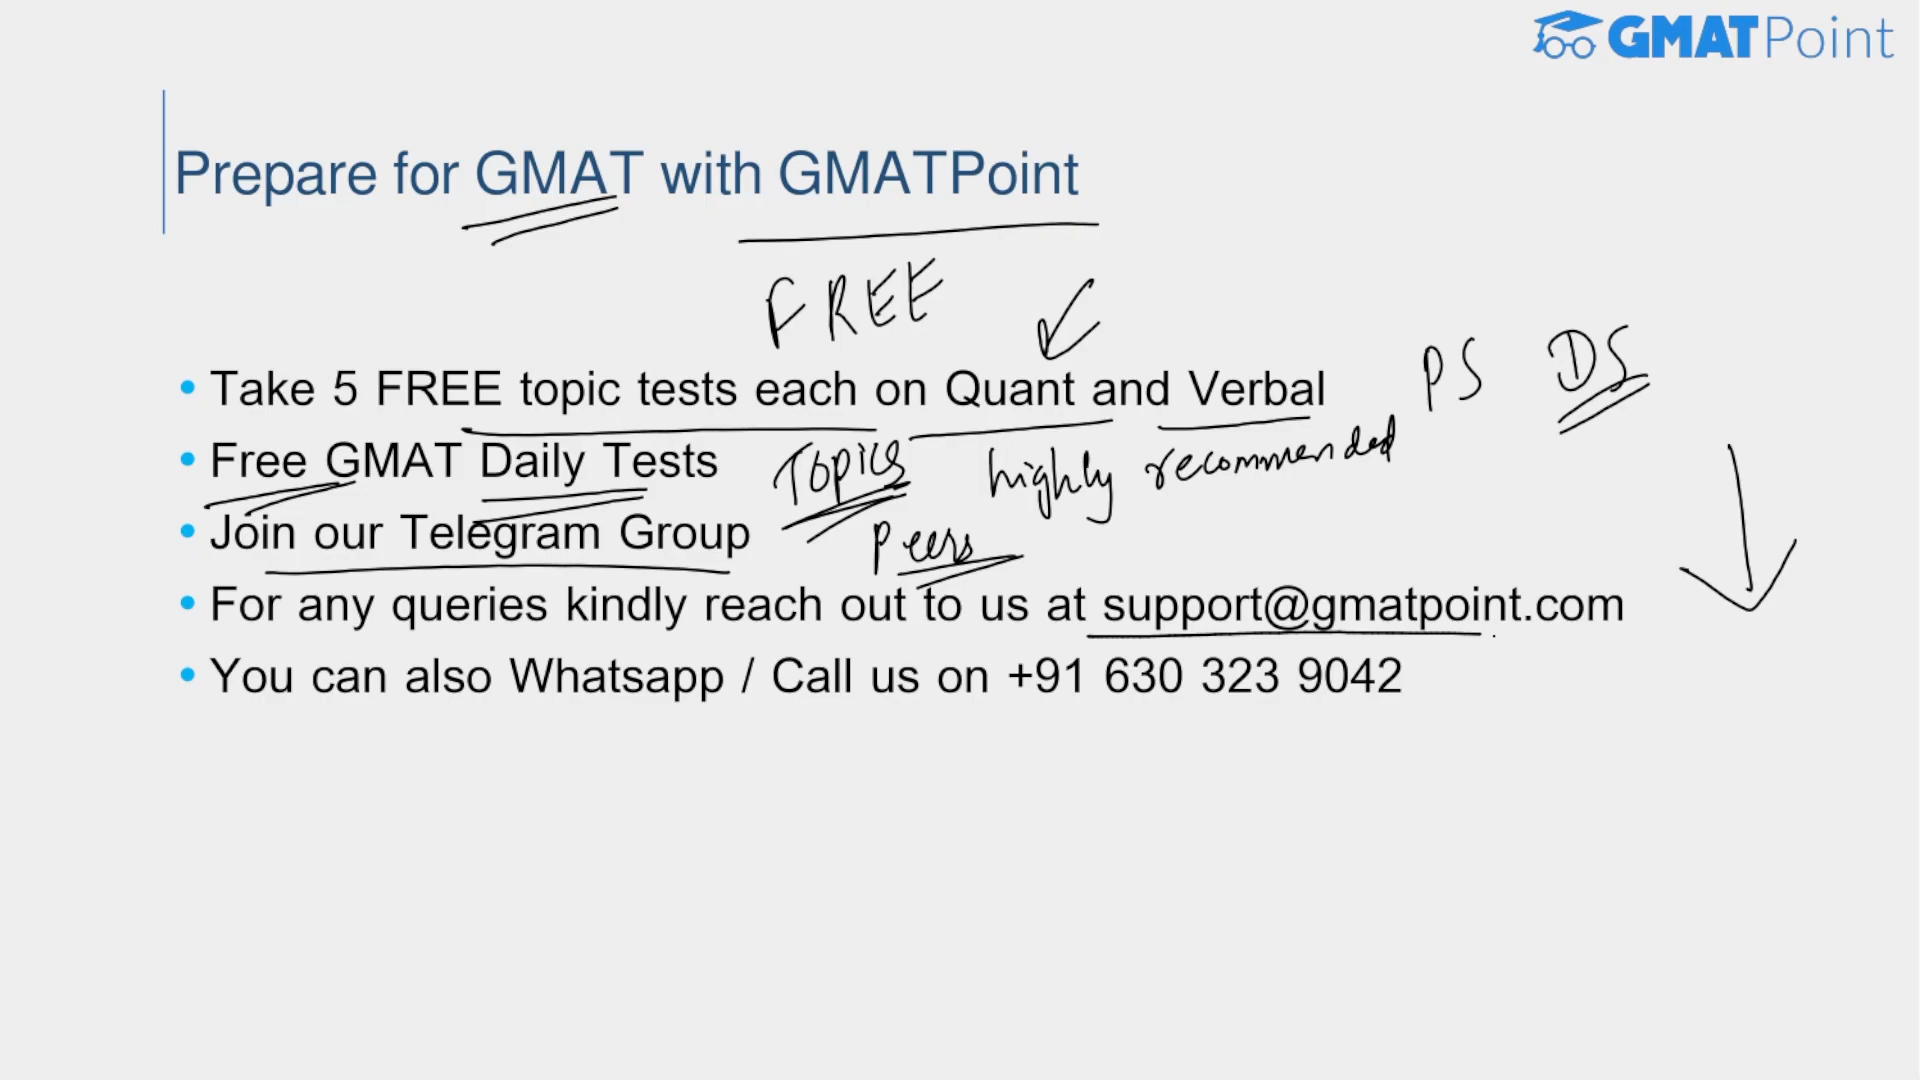 GMATPoint
Prepare for GMAT with GMATPoint
FREE
• Take 5 FREE topic tests each on Quant and Verbal PS DS
• Free GMAT Daily Tests Topics highly recommended
• Join our Telegram Group Peers
• For any queries kindly reach out to us at support@gmatpoint.com
• You can also Whatsapp / Call us on +91 630 323 9042